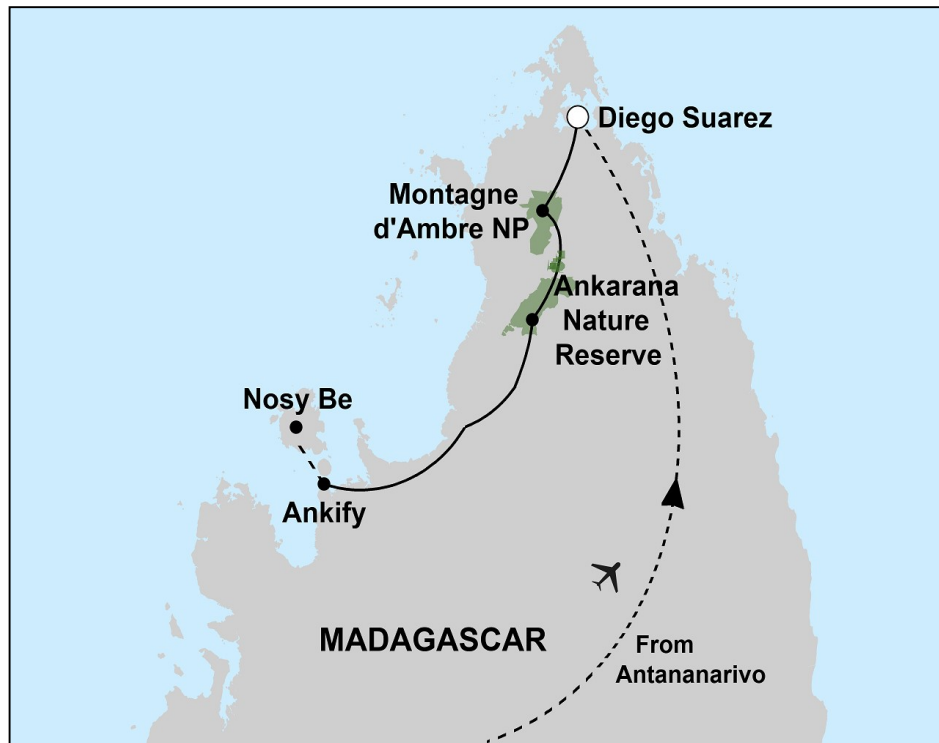 Diego Suarez
Montagne
d'Ambre NP
Ankarana
Nature
Reserve
Nosy Be
Ankify
MADAGASCAR
From
Antananarivo